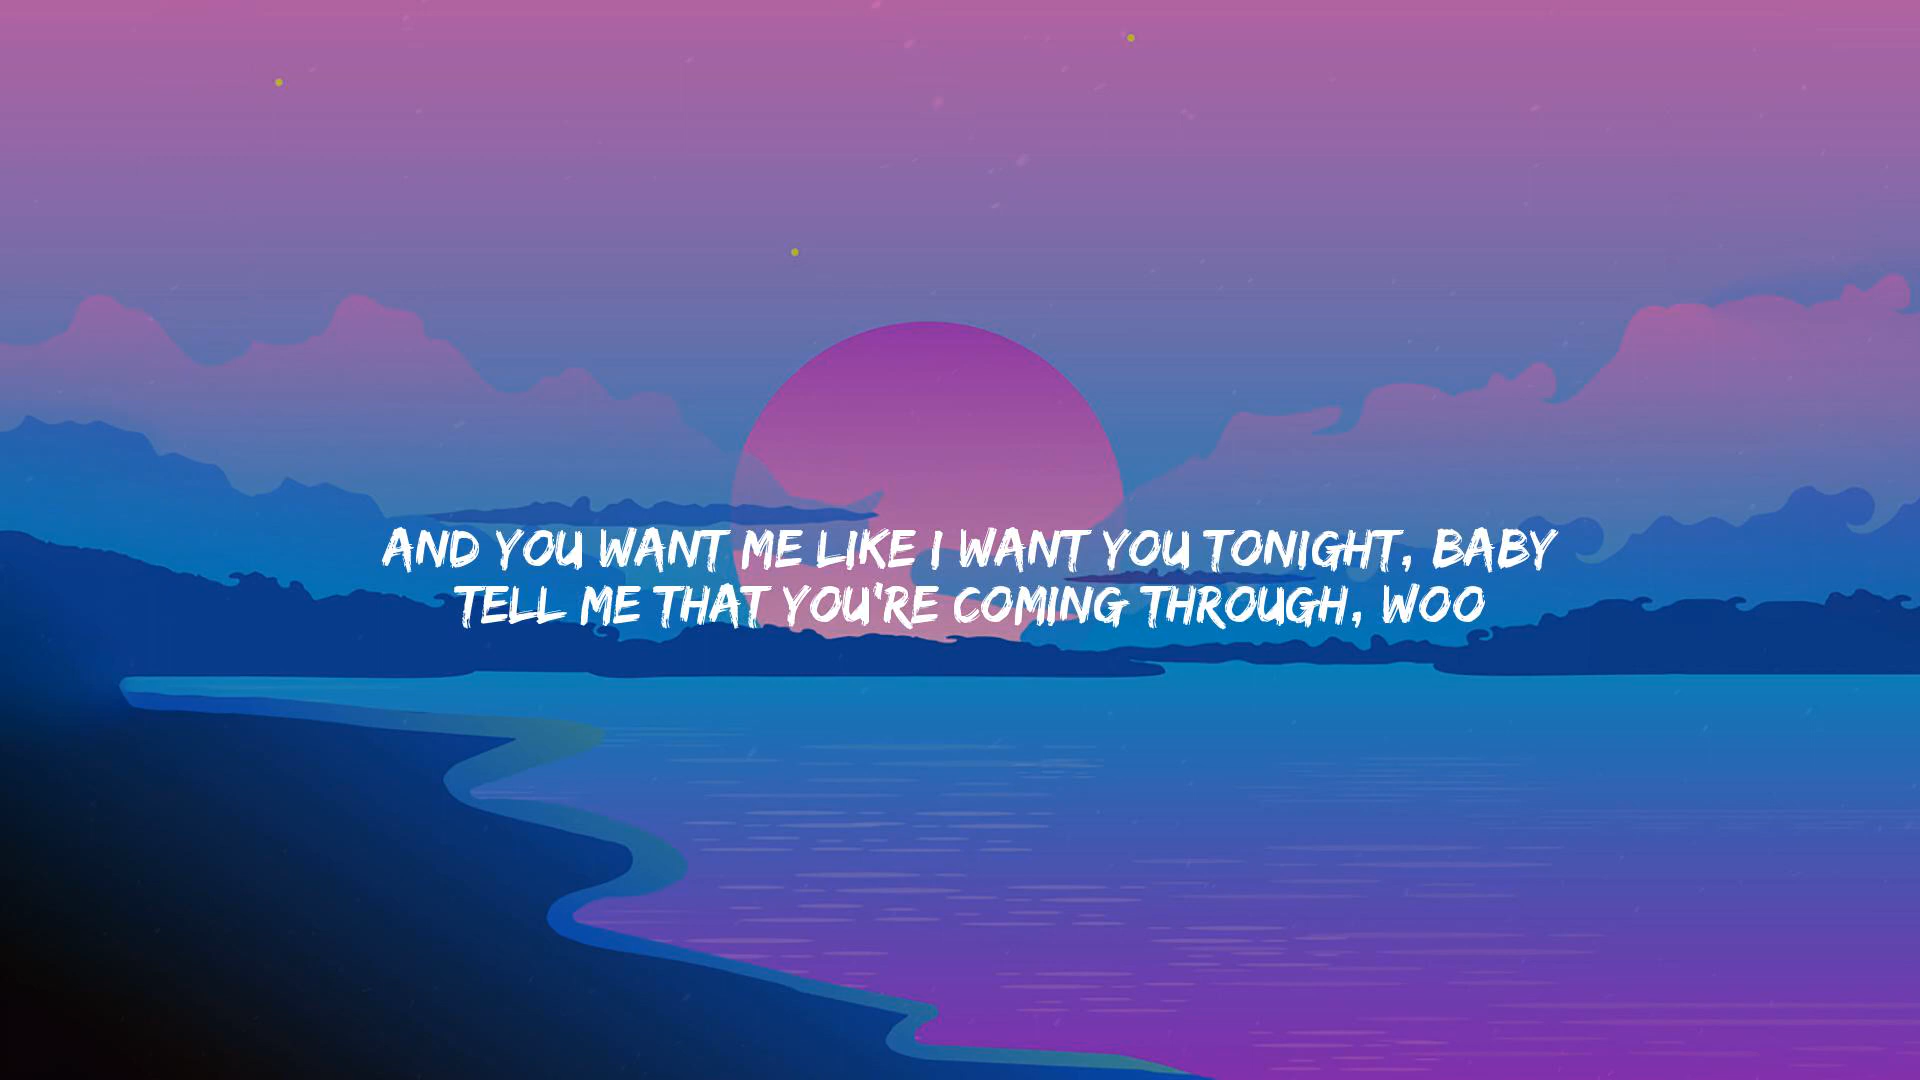 AND YOU WANT ME LIKE I WANT YOU TONIGHT, BABY
TELL ME THAT YOU'RE COMING THROUGH, WOO